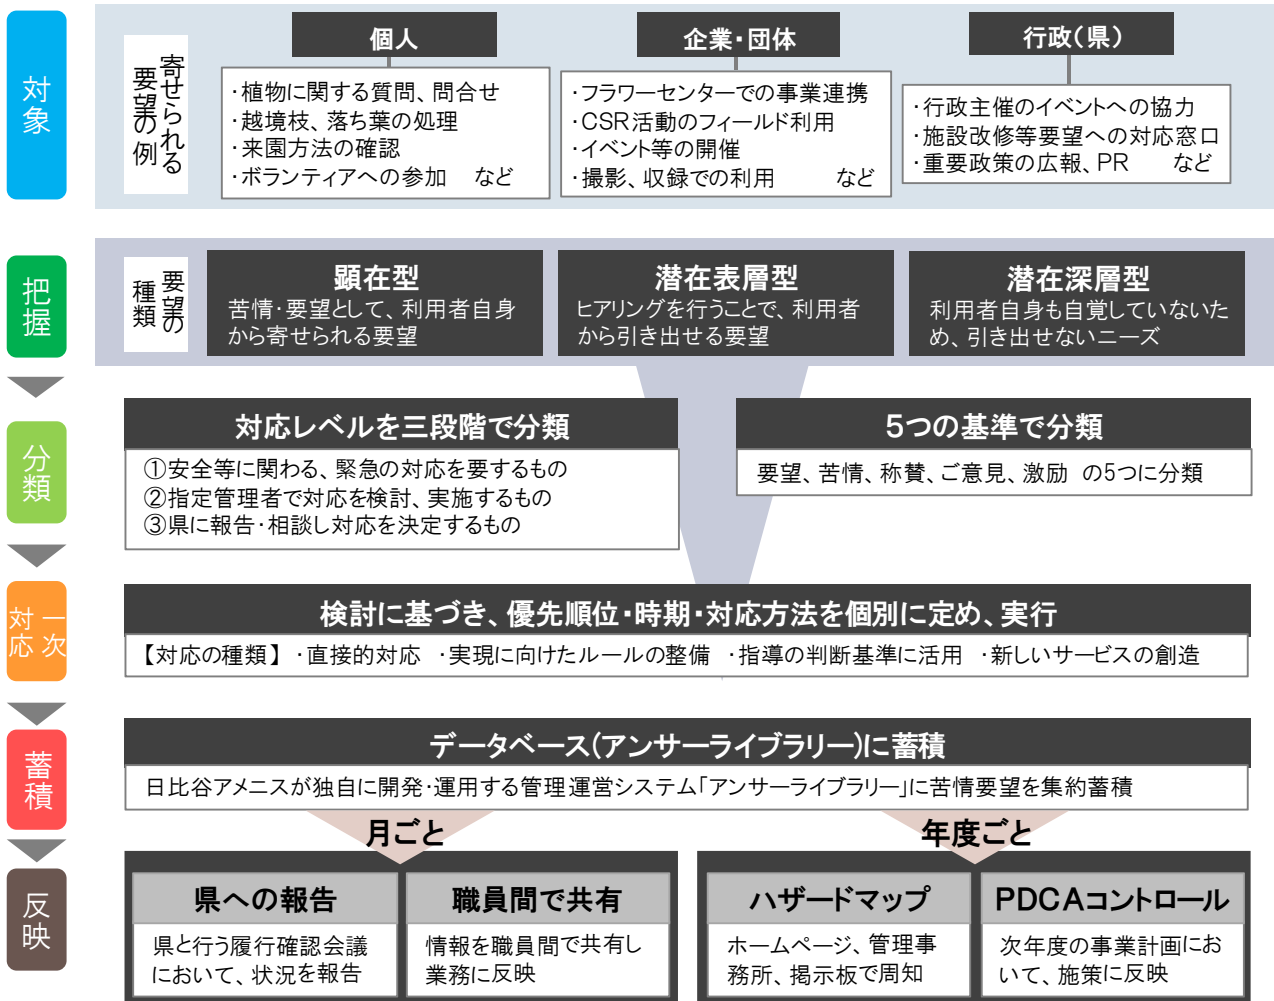 対象
寄せられる
要望の例
個人
・植物に関する質問、問合せ
・越境枝、落ち葉の処理
・来園方法の確認
・ボランティアへの参加　など
企業・団体
・フラワーセンターでの事業連携
・CSR活動のフィールド利用
・イベント等の開催
・撮影、収録での利用　　など
行政（県）
・行政主催のイベントへの協力
・施設改修等要望への対応窓口
・重要政策の広報、PR　　など
把握
要望の
種類
顕在型
苦情・要望として、利用者自身
から寄せられる要望
潜在表層型
ヒアリングを行うことで、利用者
から引き出せる要望
潜在深層型
利用者自身も自覚していないた
め、引き出せないニーズ
分類
対応レベルを三段階で分類
①安全等に関わる、緊急の対応を要するもの
②指定管理者で対応を検討、実施するもの
③県に報告・相談し対応を決定するもの
5つの基準で分類
要望、苦情、称賛、ご意見、激励 の5つに分類
一次
対応
検討に基づき、優先順位・時期・対応方法を個別に定め、実行
【対応の種類】 ・直接的対応 ・実現に向けたルールの整備 ・指導の判断基準に活用 ・新しいサービスの創造
蓄積
データベース(アンサーライブラリー)に蓄積
日比谷アメニスが独自に開発・運用する管理運営システム「アンサーライブラリー」に苦情要望を集約蓄積
月ごと
年度ごと
反映
県への報告
県と行う履行確認会議
において、状況を報告
職員間で共有
情報を職員間で共有し
業務に反映
ハザードマップ
ホームページ、管理事
務所、掲示板で周知
PDCAコントロール
次年度の事業計画にお
いて、施策に反映